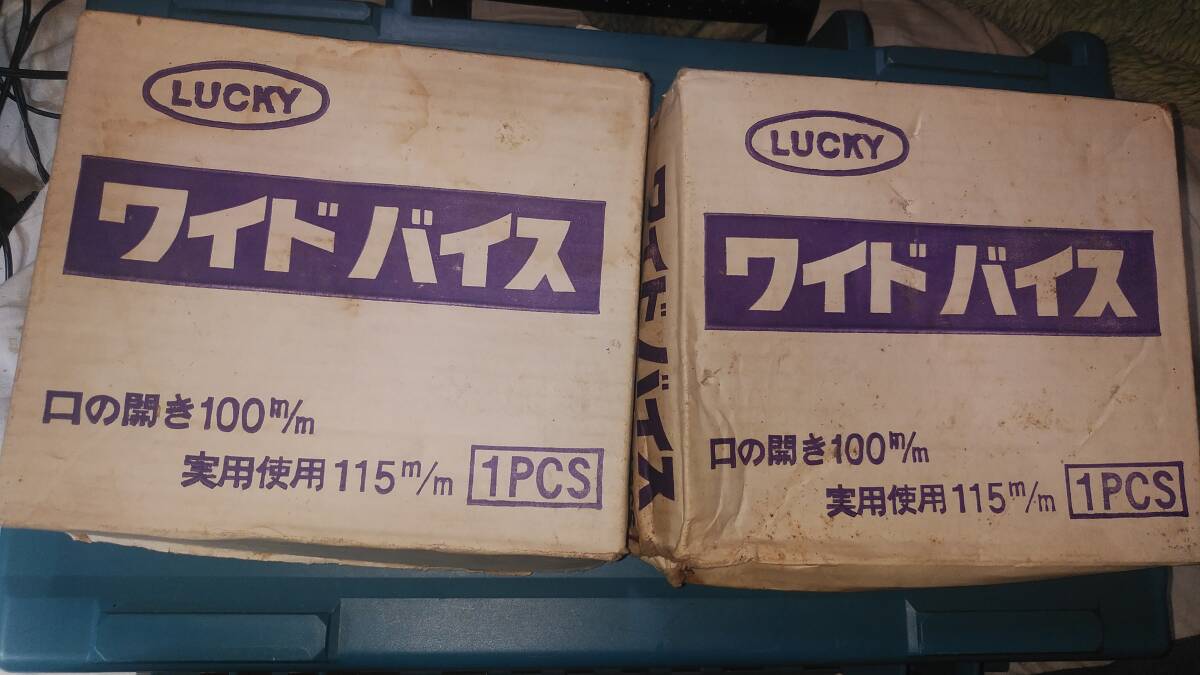 LUCKY
ワイドバイス
口の開き100m/m
実用使用115m/m
1PCS
ワイドバイス
LUCKY
ワイドバイス
口の開き100m/m
実用使用115m/m
1PCS